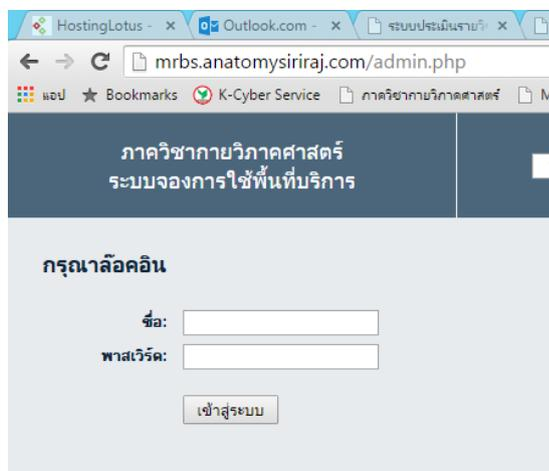 HostingLotus -
Outlook.com -
ระบบประเมินรายวิ
mrbs.anatomysiriraj.com/admin.php
แอป Bookmarks K-Cyber Service ภาควิชากายวิภาคศาสตร์ M
ภาควิชากายวิภาคศาสตร์
ระบบจองการใช้พื้นที่บริการ
กรุณาล๊อคอิน
ชื่อ:
พาสเวิร์ด:
เข้าสู่ระบบ